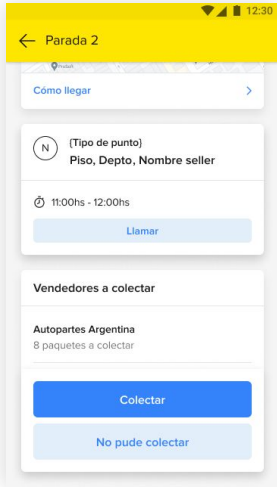 12:30
Parada 2
Cómo llegar
N
{Tipo de punto}
Piso, Depto, Nombre seller
11:00hs - 12:00hs
Llamar
Vendedores a colectar
Autopartes Argentina
8 paquetes a colectar
Colectar
No pude colectar